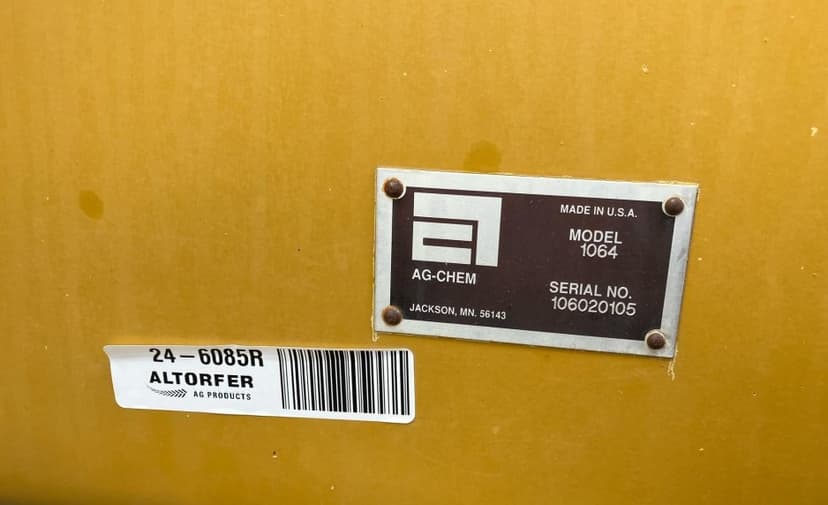 MADE IN U.S.A.
MODEL
1064
AG-CHEM
SERIAL NO.
106020105
JACKSON, MN. 56143
24-6085R
ALTORFER
AG PRODUCTS